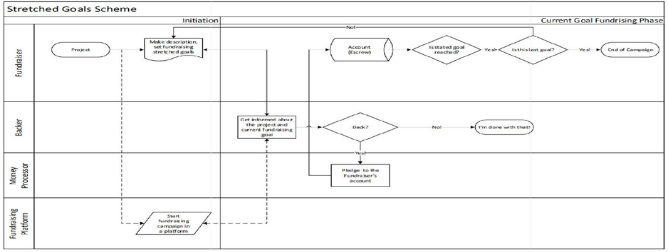 Stretched Goals Scheme
Initiation
Current Goal Fundrising Phase
Fundraiser
Project
Make description,
set fundraising
stretched goals
No!
Account
(Escrow)
Is stated goal
reached?
Yes!
Is this last goal?
Yes!
End of Campaign
Backer
Get informed about
the project and
current fundraising
goal
Back?
No!
I'm done with that!
Yes!
Money
Processor
Pledge to the
Fundraiser's
account
Fundraising
Platform
Start
fundraising
campaign in
a platform